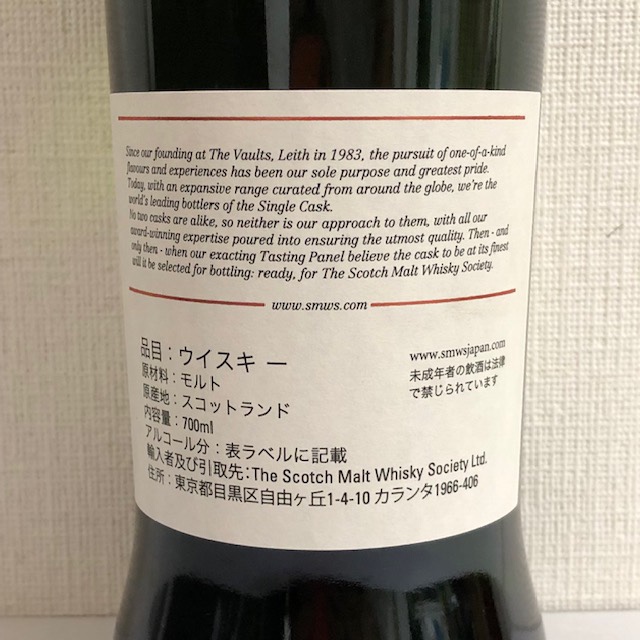 Since our founding at The Vaults, Leith in 1983, the pursuit of one-of-a-kind
flavours and experiences has been our sole purpose and greatest pride.
Today, with an expansive range curated from around the globe, we're the
world's leading bottlers of the Single Cask.
No two casks are alike, so neither is our approach to them, with all our
award-winning expertise poured into ensuring the utmost quality. Then - and
only then - when our exacting Tasting Panel believe the cask to be at its finest
will it be selected for bottling: ready, for The Scotch Malt Whisky Society.
www.smws.com
品目：ウイスキ ー
原材料：モルト
原産地：スコットランド
内容量：700ml
アルコール分：表ラベルに記載
輸入者及び引取先：The Scotch Malt Whisky Society Ltd.
住所：東京都目黒区自由ヶ丘1-4-10 カランタ1966-406
www.smwsjapan.com
未成年者の飲酒は法律
で禁じられています